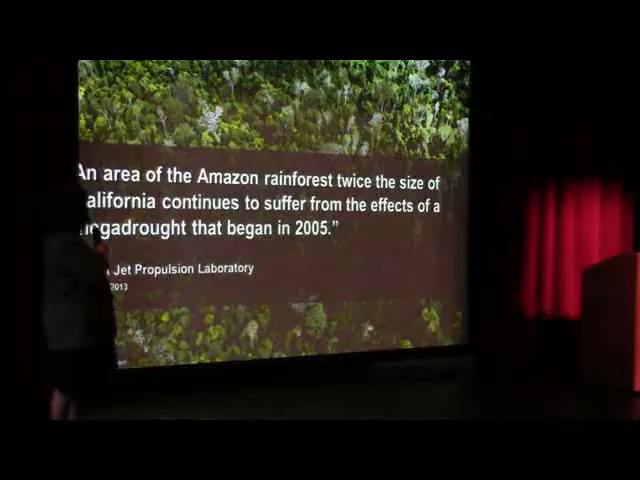 An area of the Amazon rainforest twice the size of
alifornia continues to suffer from the effects of a
megadrought that began in 2005.”
Jet Propulsion Laboratory
2013